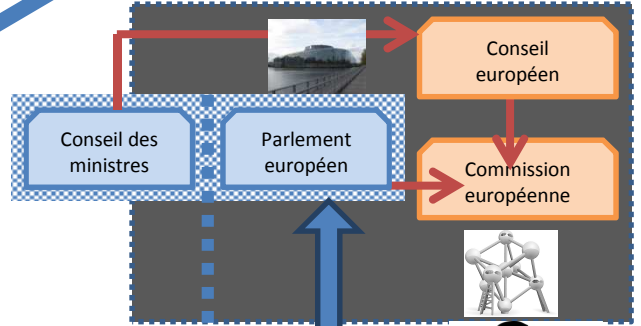 Conseil
européen
Conseil des
ministres
Parlement
européen
Commission
européenne